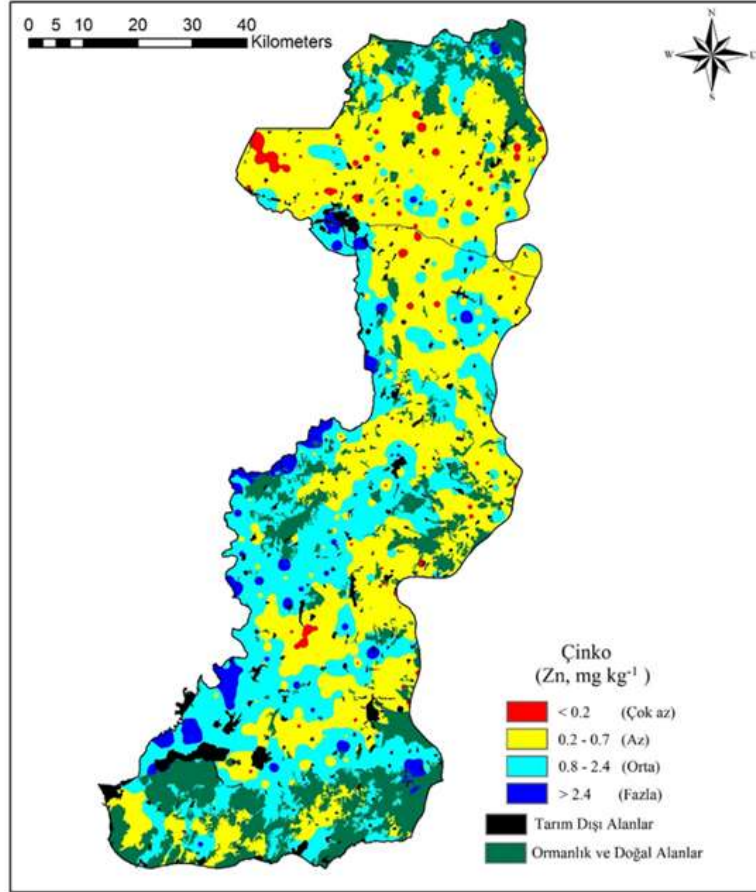 0 5 10 20 30 40
Kilometers
N
W E
S
Çinko
(Zn, mg kg⁻¹ )
< 0.2 (Çok az)
0.2 - 0.7 (Az)
0.8 - 2.4 (Orta)
> 2.4 (Fazla)
Tarım Dışı Alanlar
Ormanlık ve Doğal Alanlar